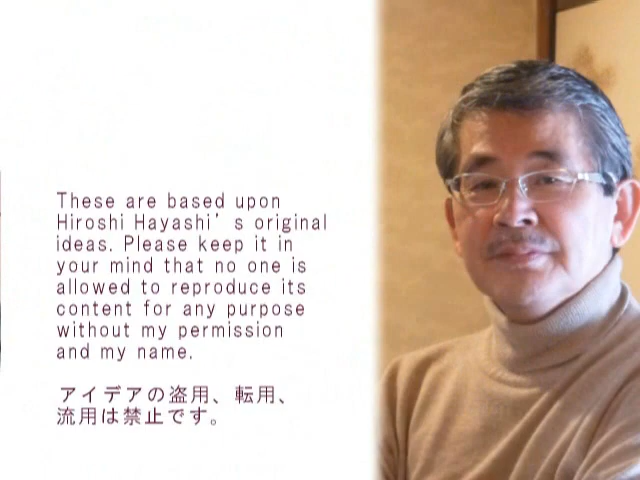 These are based upon
Hiroshi Hayashi's original
ideas. Please keep it in
your mind that no one is
allowed to reproduce its
content for any purpose
without my permission
and my name.
アイデアの盗用、転用、
流用は禁止です。